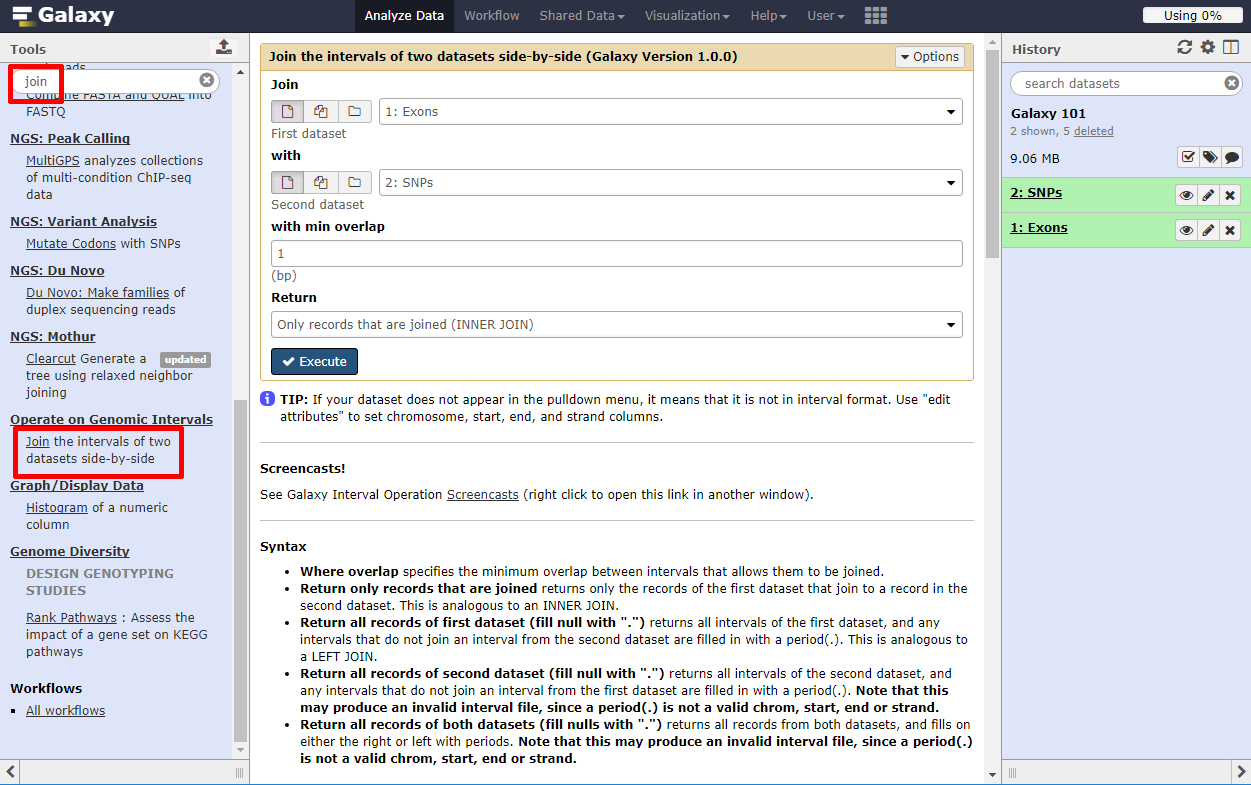 Galaxy
Analyze Data
Workflow
Shared Data
Visualization
Help
User
Using 0%
Tools
join
Combine FASTA and QUAL into
FASTQ
NGS: Peak Calling
MultiGPS analyzes collections
of multi-condition ChIP-seq
data
NGS: Variant Analysis
Mutate Codons with SNPs
NGS: Du Novo
Du Novo: Make families of
duplex sequencing reads
NGS: Mothur
Clearcut Generate a updated
tree using relaxed neighbor
joining
Operate on Genomic Intervals
Join the intervals of two
datasets side-by-side
Graph/Display Data
Histogram of a numeric
column
Genome Diversity
DESIGN GENOTYPING
STUDIES
Rank Pathways : Assess the
impact of a gene set on KEGG
pathways
Workflows
All workflows
Join the intervals of two datasets side-by-side (Galaxy Version 1.0.0)
Options
Join
1: Exons
First dataset
with
2: SNPs
Second dataset
with min overlap
1
(bp)
Return
Only records that are joined (INNER JOIN)
Execute
TIP: If your dataset does not appear in the pulldown menu, it means that it is not in interval format. Use "edit
attributes" to set chromosome, start, end, and strand columns.
Screencasts!
See Galaxy Interval Operation Screencasts (right click to open this link in another window).
Syntax
• Where overlap specifies the minimum overlap between intervals that allows them to be joined.
• Return only records that are joined returns only the records of the first dataset that join to a record in the
second dataset. This is analogous to an INNER JOIN.
• Return all records of first dataset (fill null with ".") returns all intervals of the first dataset, and any
intervals that do not join an interval from the second dataset are filled in with a period(.). This is analogous to
a LEFT JOIN.
• Return all records of second dataset (fill null with ".") returns all intervals of the second dataset, and
any intervals that do not join an interval from the first dataset are filled in with a period(.). Note that this
may produce an invalid interval file, since a period(.) is not a valid chrom, start, end or strand.
• Return all records of both datasets (fill nulls with ".") returns all records from both datasets, and fills on
either the right or left with periods. Note that this may produce an invalid interval file, since a period(.)
is not a valid chrom, start, end or strand.
History
search datasets
Galaxy 101
2 shown, 5 deleted
9.06 MB
2: SNPs
1: Exons